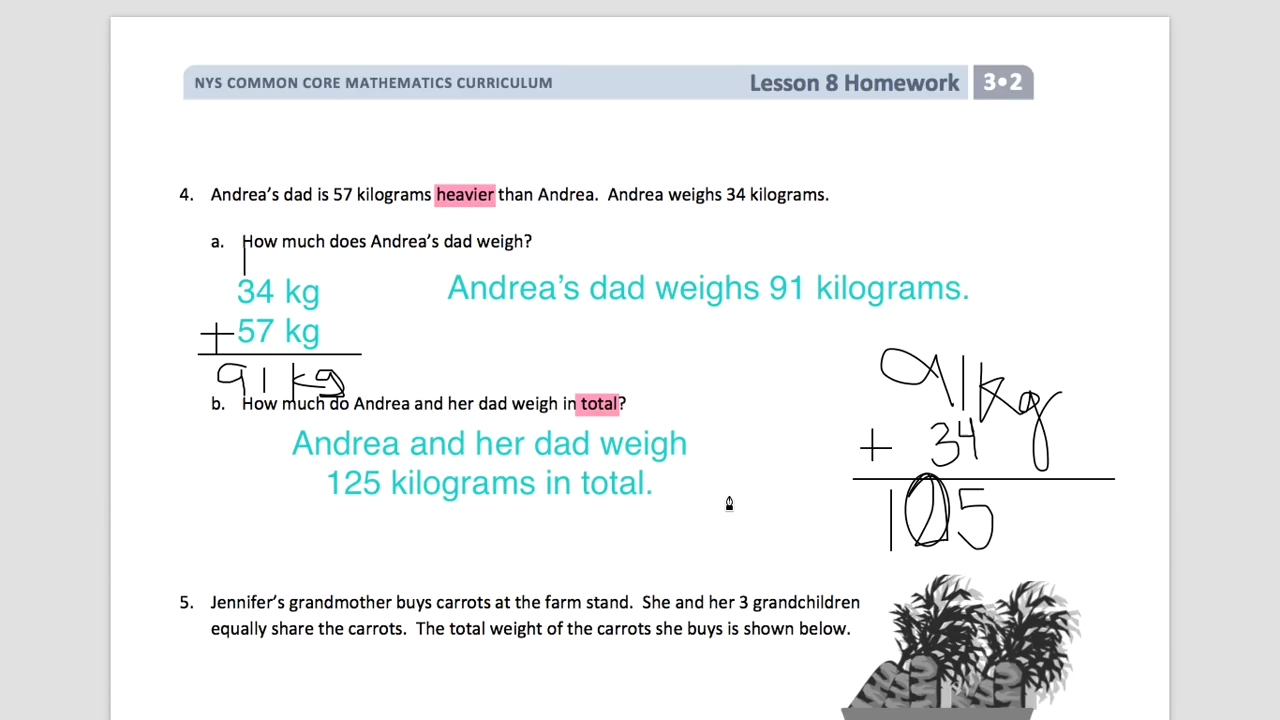 NYS COMMON CORE MATHEMATICS CURRICULUM Lesson 8 Homework 3•2
4. Andrea's dad is 57 kilograms heavier than Andrea. Andrea weighs 34 kilograms.
a. How much does Andrea's dad weigh?
34 kg
+57 kg
91 kg
Andrea's dad weighs 91 kilograms.
b. How much do Andrea and her dad weigh in total?
Andrea and her dad weigh
125 kilograms in total.
91kg
+ 34
125
5. Jennifer's grandmother buys carrots at the farm stand. She and her 3 grandchildren
equally share the carrots. The total weight of the carrots she buys is shown below.